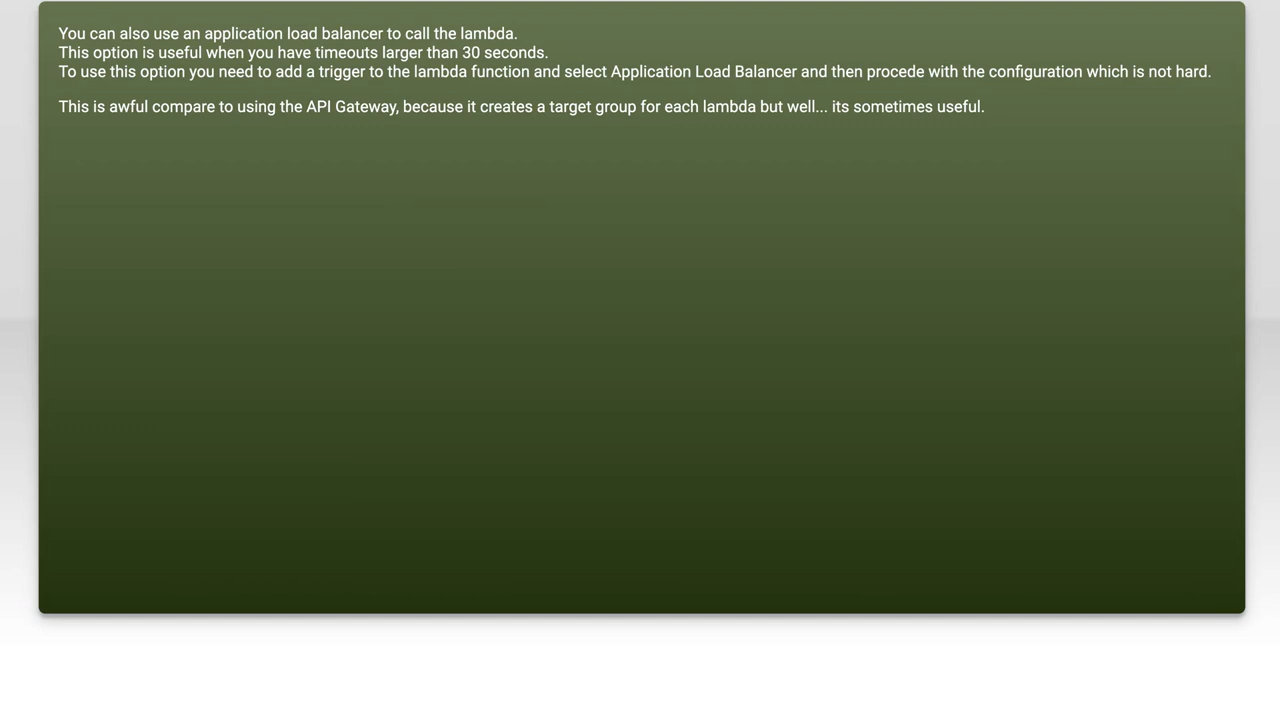 You can also use an application load balancer to call the lambda.
This option is useful when you have timeouts larger than 30 seconds.
To use this option you need to add a trigger to the lambda function and select Application Load Balancer and then procede with the configuration which is not hard.
This is awful compare to using the API Gateway, because it creates a target group for each lambda but well... its sometimes useful.